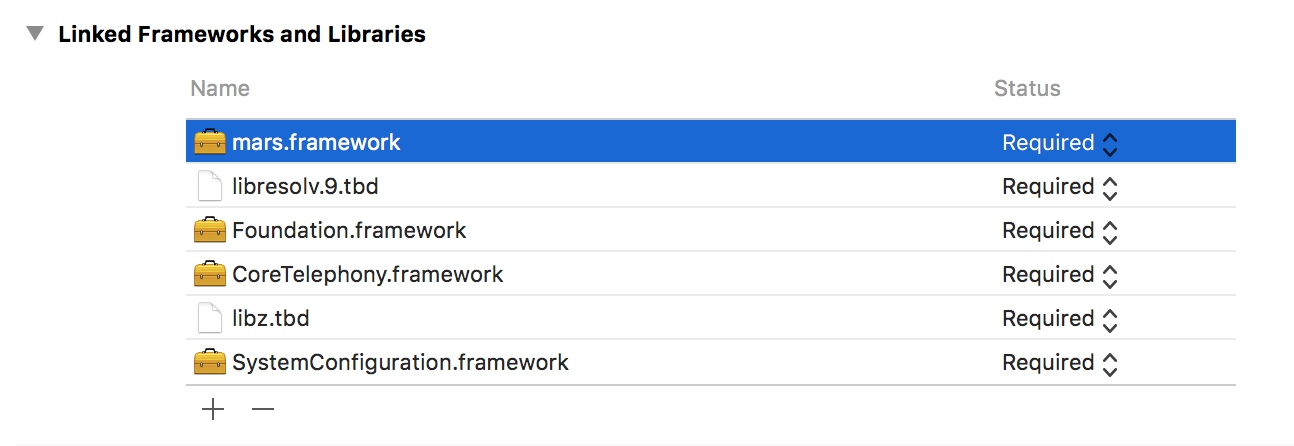 Linked Frameworks and Libraries
Name Status
mars.framework Required
libresolv.9.tbd Required
Foundation.framework Required
CoreTelephony.framework Required
libz.tbd Required
SystemConfiguration.framework Required